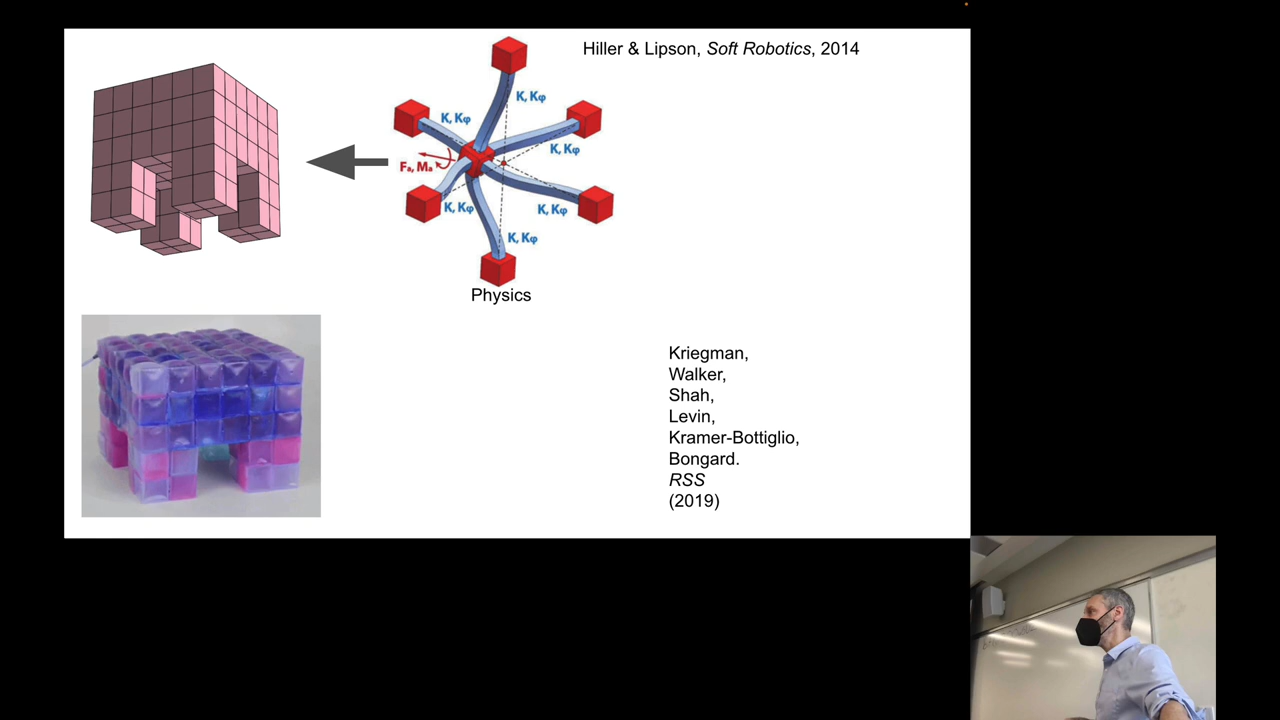 Hiller & Lipson, Soft Robotics, 2014
K, Kφ
K, Kφ
K, Kφ
Fa, Ma
K, Kφ
K, Kφ
K, Kφ
Physics
Kriegman,
Walker,
Shah,
Levin,
Kramer-Bottiglio,
Bongard.
RSS
(2019)